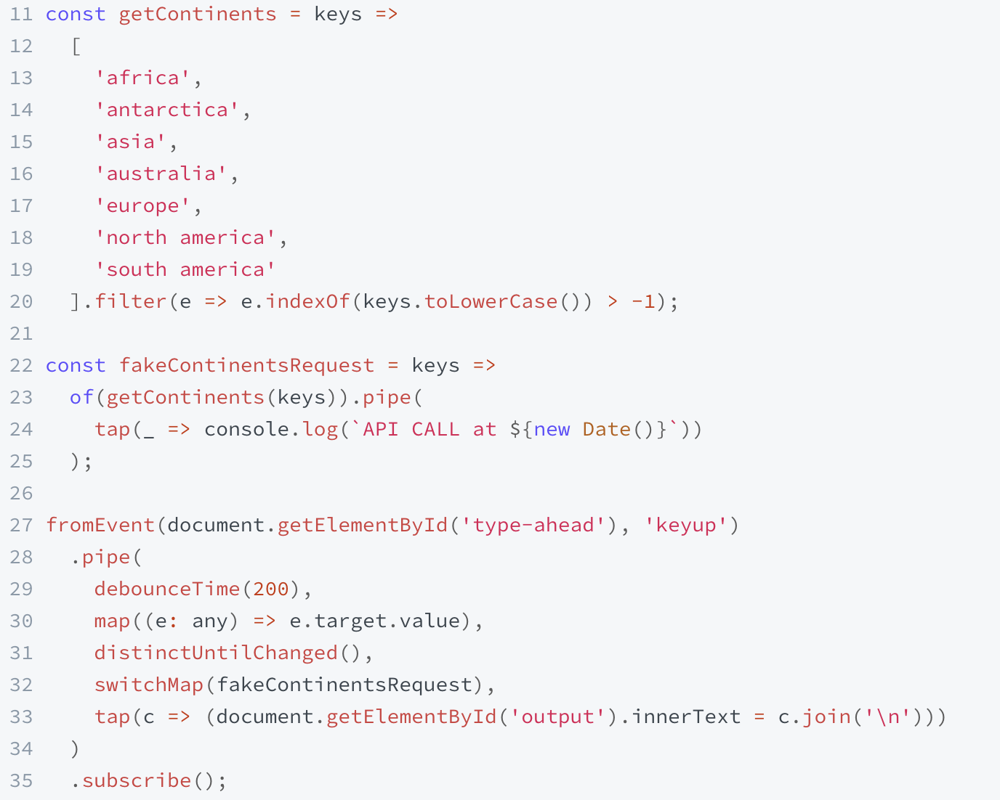 11 const getContinents = keys =>
12   [
13     'africa',
14     'antarctica',
15     'asia',
16     'australia',
17     'europe',
18     'north america',
19     'south america'
20   ].filter(e => e.indexOf(keys.toLowerCase()) > -1);
21
22 const fakeContinentsRequest = keys =>
23   of(getContinents(keys)).pipe(
24     tap(_ => console.log(`API CALL at ${new Date()}`))
25   );
26
27 fromEvent(document.getElementById('type-ahead'), 'keyup')
28   .pipe(
29     debounceTime(200),
30     map((e: any) => e.target.value),
31     distinctUntilChanged(),
32     switchMap(fakeContinentsRequest),
33     tap(c => (document.getElementById('output').innerText = c.join('\n')))
34   )
35   .subscribe();